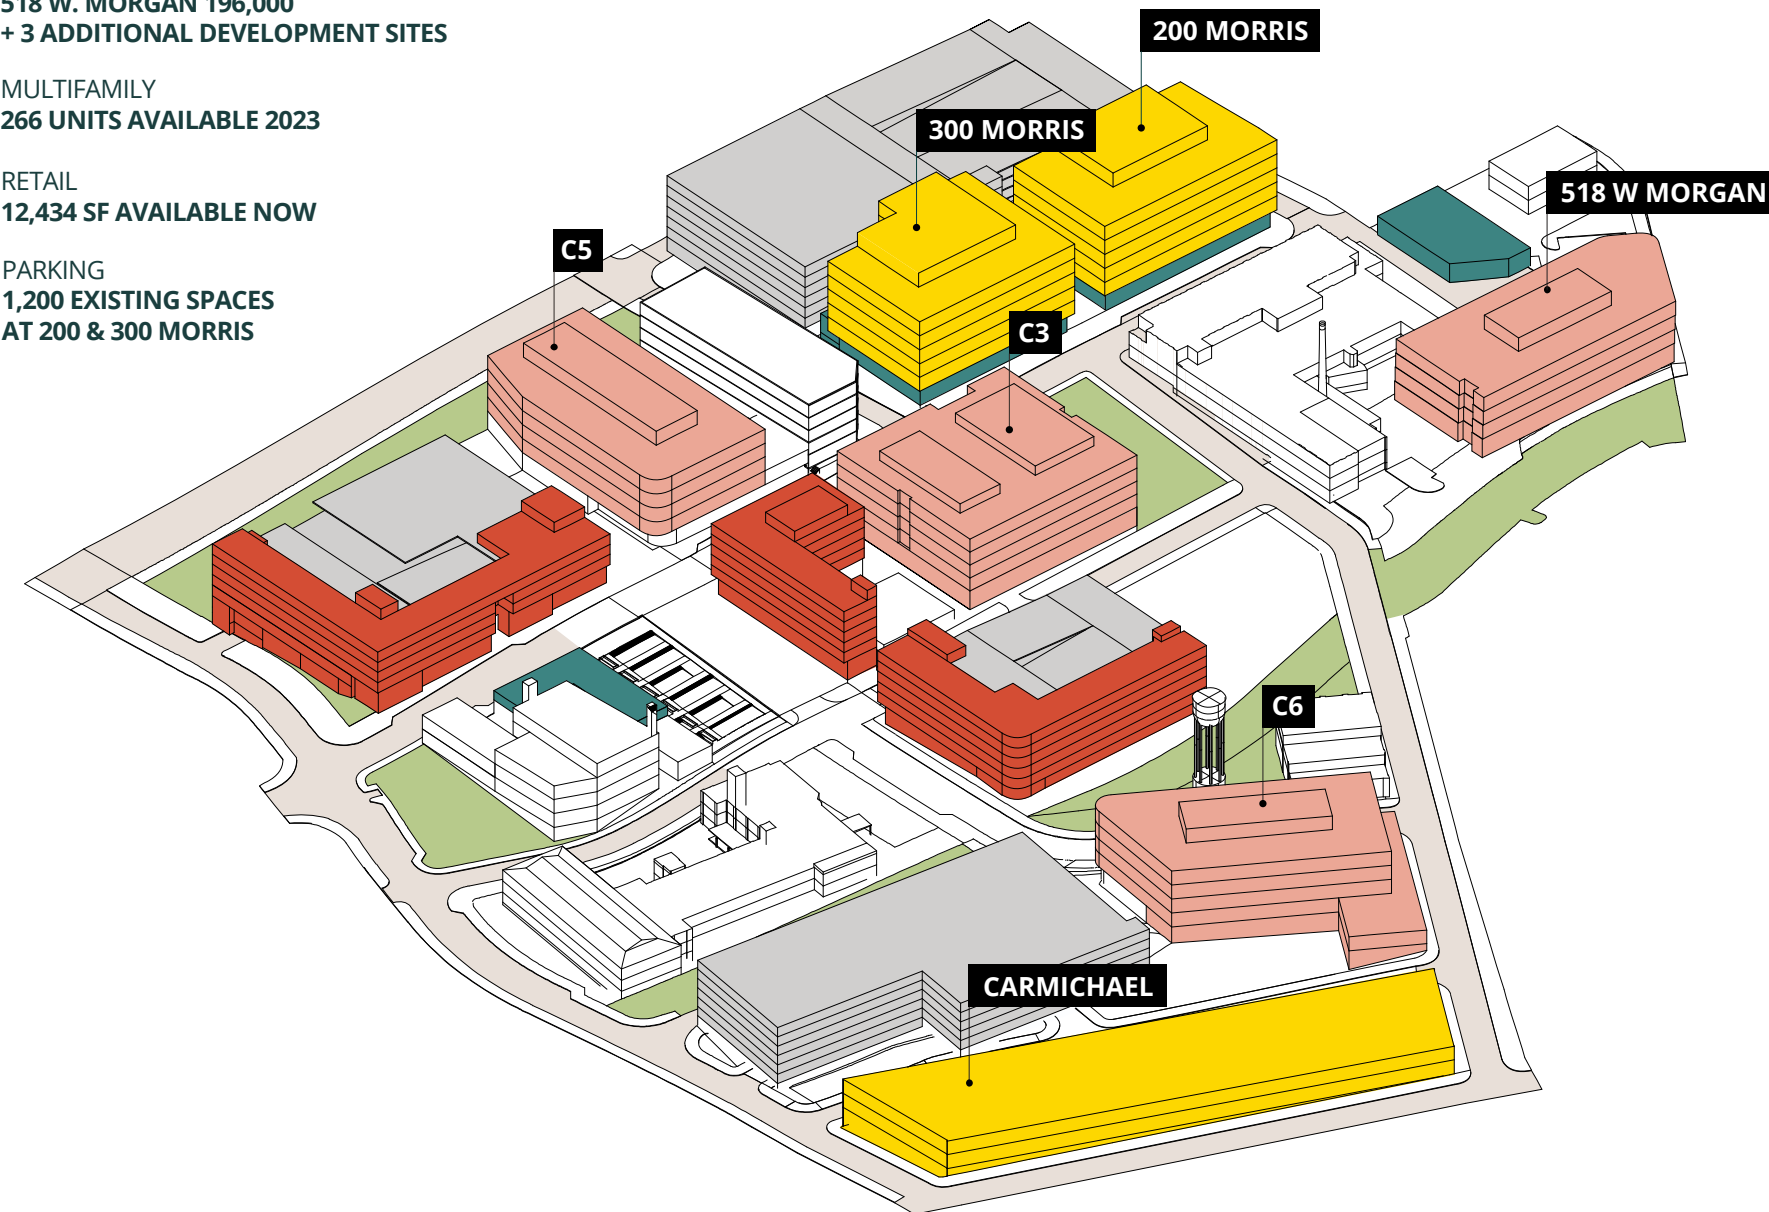 518 W. MORGAN 196,000
+ 3 ADDITIONAL DEVELOPMENT SITES
MULTIFAMILY
266 UNITS AVAILABLE 2023
RETAIL
12,434 SF AVAILABLE NOW
PARKING
1,200 EXISTING SPACES
AT 200 & 300 MORRIS
200 MORRIS
300 MORRIS
518 W MORGAN
C5
C3
C6
CARMICHAEL